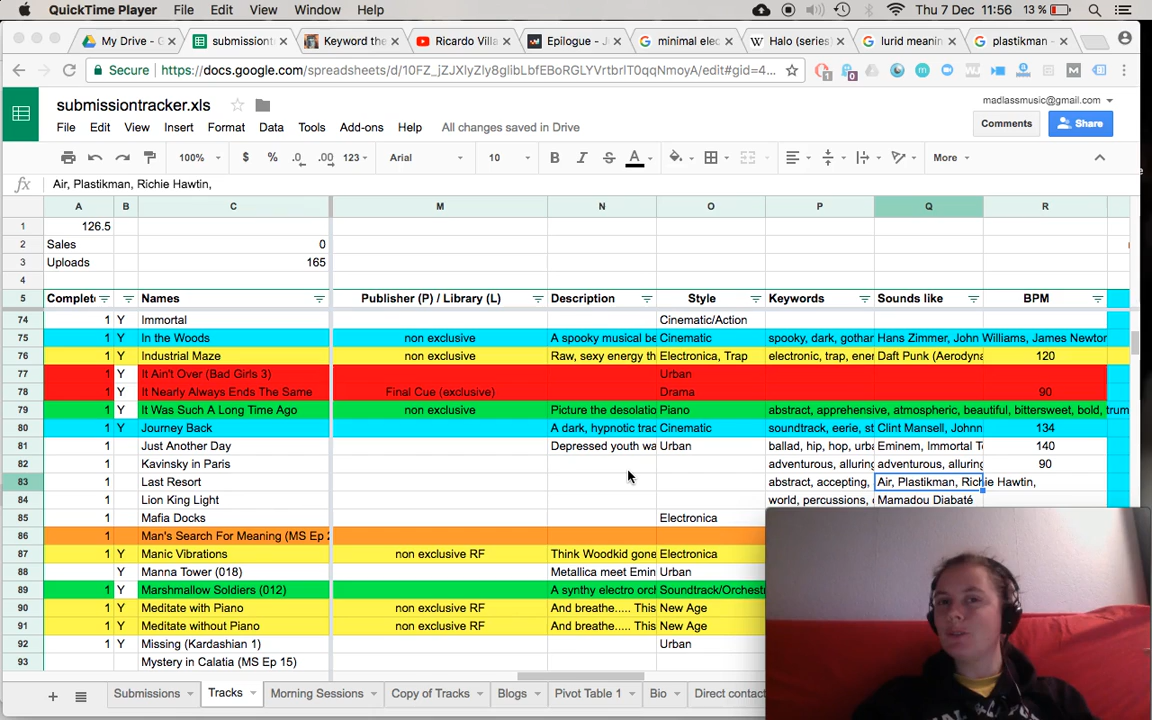 QuickTime Player File Edit View Window Help Thu 7 Dec 11:56 13 %
My Drive - G submissiont Keyword the Ricardo Villa Epilogue - J minimal elec Halo (series) lurid meanin plastikman -
Secure https://docs.google.com/spreadsheets/d/10FZ_jZJXlyZly8glibLbfEBoRGLYVrtbrlT0qqNmoyA/edit#gid=4...
submissiontracker.xls
madlassmusic@gmail.com
File Edit View Insert Format Data Tools Add-ons Help All changes saved in Drive Comments Share
100% $ % .0 .00 123 Arial 10 B I S A More
fx Air, Plastikman, Richie Hawtin,
A B C M N O P Q R
1 126.5
2 Sales 0
3 Uploads 165
4
5 Complete Names Publisher (P) / Library (L) Description Style Keywords Sounds like BPM
74 1 Y Immortal Cinematic/Action
75 1 Y In the Woods non exclusive A spooky musical be Cinematic spooky, dark, gothar Hans Zimmer, John Williams, James Newton
76 1 Y Industrial Maze non exclusive Raw, sexy energy th Electronica, Trap electronic, trap, ener Daft Punk (Aerodyna 120
77 1 Y It Ain't Over (Bad Girls 3) Urban
78 1 Y It Nearly Always Ends The Same Final Cue (exclusive) Drama 90
79 1 Y It Was Such A Long Time Ago non exclusive Picture the desolatio Piano abstract, apprehensive, atmospheric, beautiful, bittersweet, bold, trum
80 1 Y Journey Back A dark, hypnotic trac Cinematic soundtrack, eerie, st Clint Mansell, Johnn 134
81 1 Just Another Day Depressed youth wa Urban ballad, hip, hop, urba Eminem, Immortal T 140
82 1 Kavinsky in Paris adventurous, alluring adventurous, alluring 90
83 1 Last Resort abstract, accepting, Air, Plastikman, Richie Hawtin,
84 1 Lion King Light world, percussions, Mamadou Diabaté
85 1 Mafia Docks Electronica
86 1 Man's Search For Meaning (MS Ep 2
87 1 Y Manic Vibrations non exclusive RF Think Woodkid gone Electronica
88 Y Manna Tower (018) Metallica meet Emin Urban
89 1 Y Marshmallow Soldiers (012) A synthy electro orch Soundtrack/Orchestr
90 1 Y Meditate with Piano non exclusive RF And breathe..... This New Age
91 1 Y Meditate without Piano non exclusive RF And breathe..... This New Age
92 1 Y Missing (Kardashian 1) Urban
93 Mystery in Calatia (MS Ep 15)
Submissions Tracks Morning Sessions Copy of Tracks Blogs Pivot Table 1 Bio Direct contac